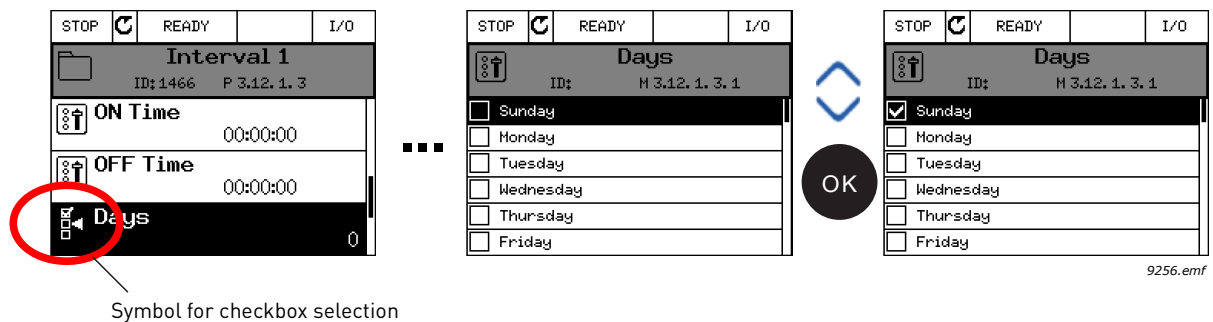 STOP READY I/O
Interval 1
ID:1466 P 3.12.1.3
ON Time
00:00:00
OFF Time
00:00:00
Days
0
Symbol for checkbox selection
STOP READY I/O
Days
ID: M 3.12.1.3.1
Sunday
Monday
Tuesday
Wednesday
Thursday
Friday
OK
STOP READY I/O
Days
ID: M 3.12.1.3.1
Sunday
Monday
Tuesday
Wednesday
Thursday
Friday
9256.emf